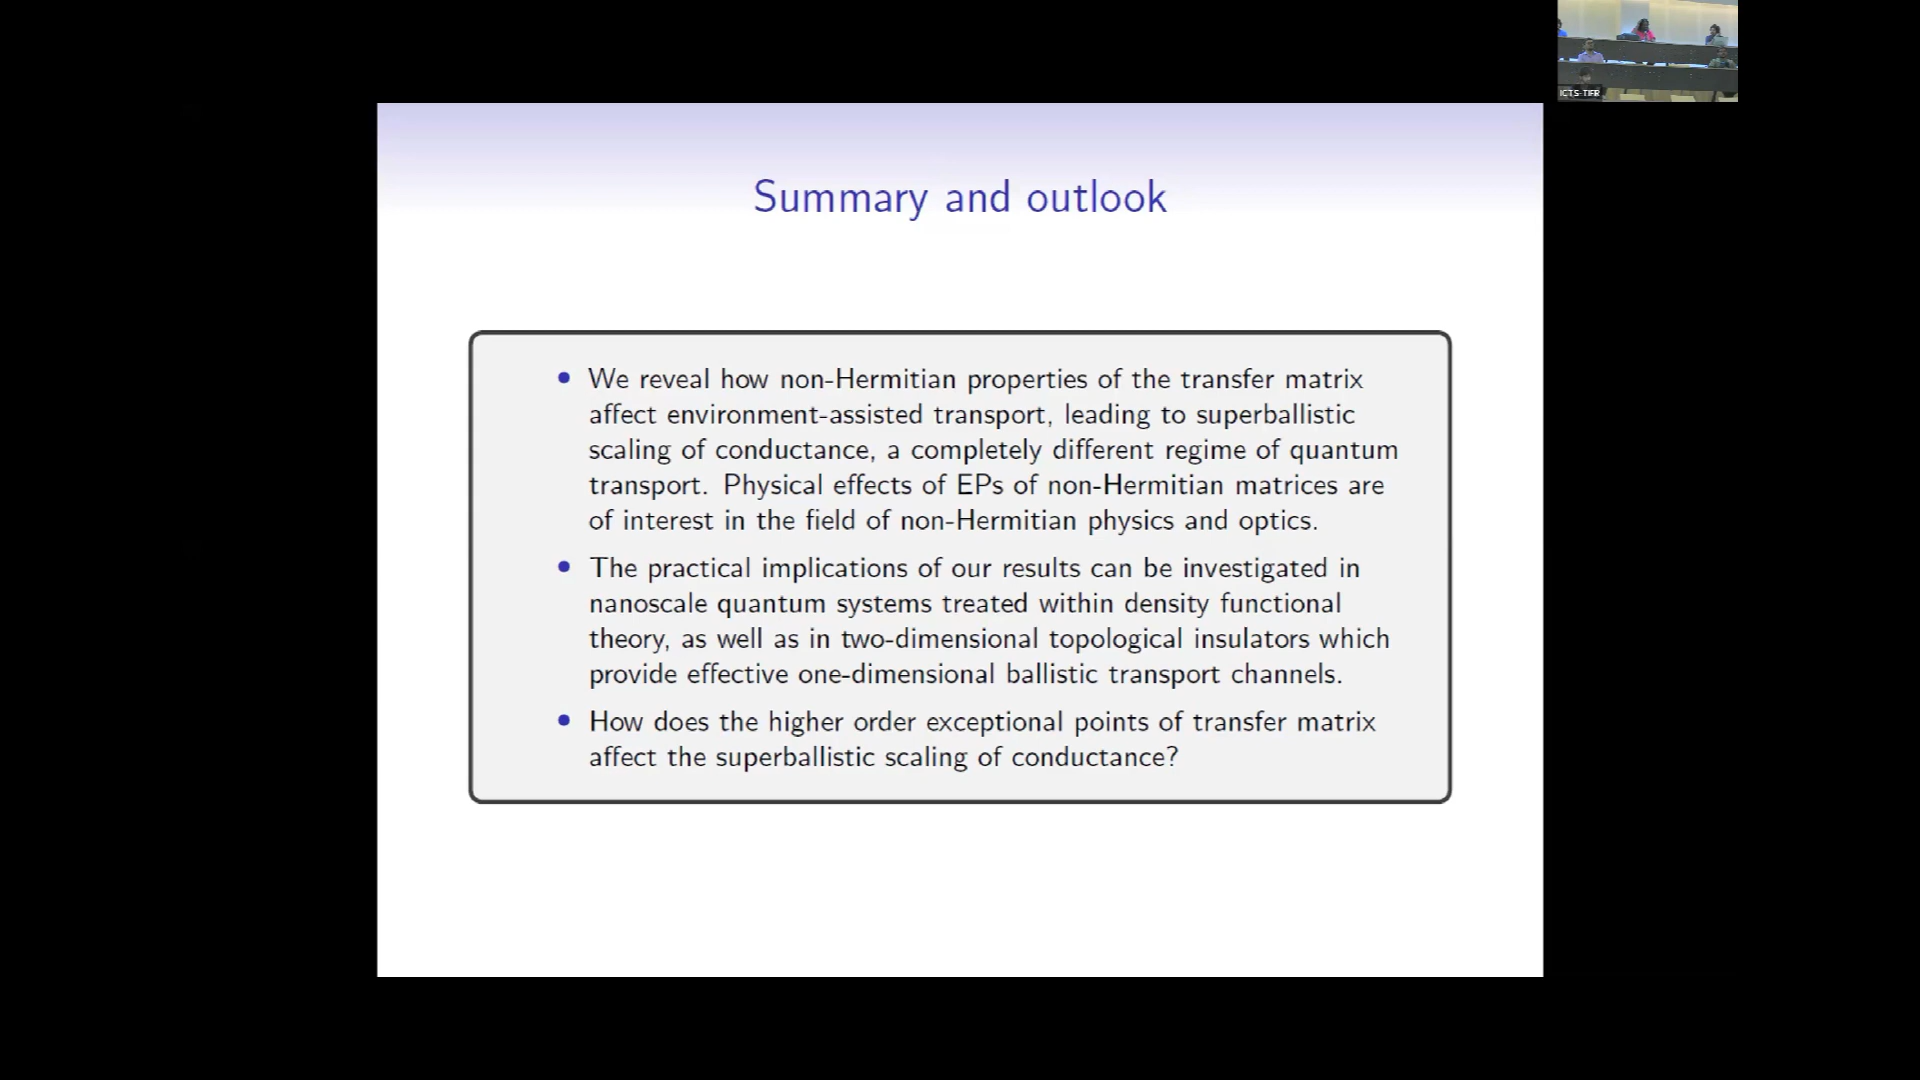 ICTS-TIFR
Summary and outlook
• We reveal how non-Hermitian properties of the transfer matrix
affect environment-assisted transport, leading to superballistic
scaling of conductance, a completely different regime of quantum
transport. Physical effects of EPs of non-Hermitian matrices are
of interest in the field of non-Hermitian physics and optics.
• The practical implications of our results can be investigated in
nanoscale quantum systems treated within density functional
theory, as well as in two-dimensional topological insulators which
provide effective one-dimensional ballistic transport channels.
• How does the higher order exceptional points of transfer matrix
affect the superballistic scaling of conductance?